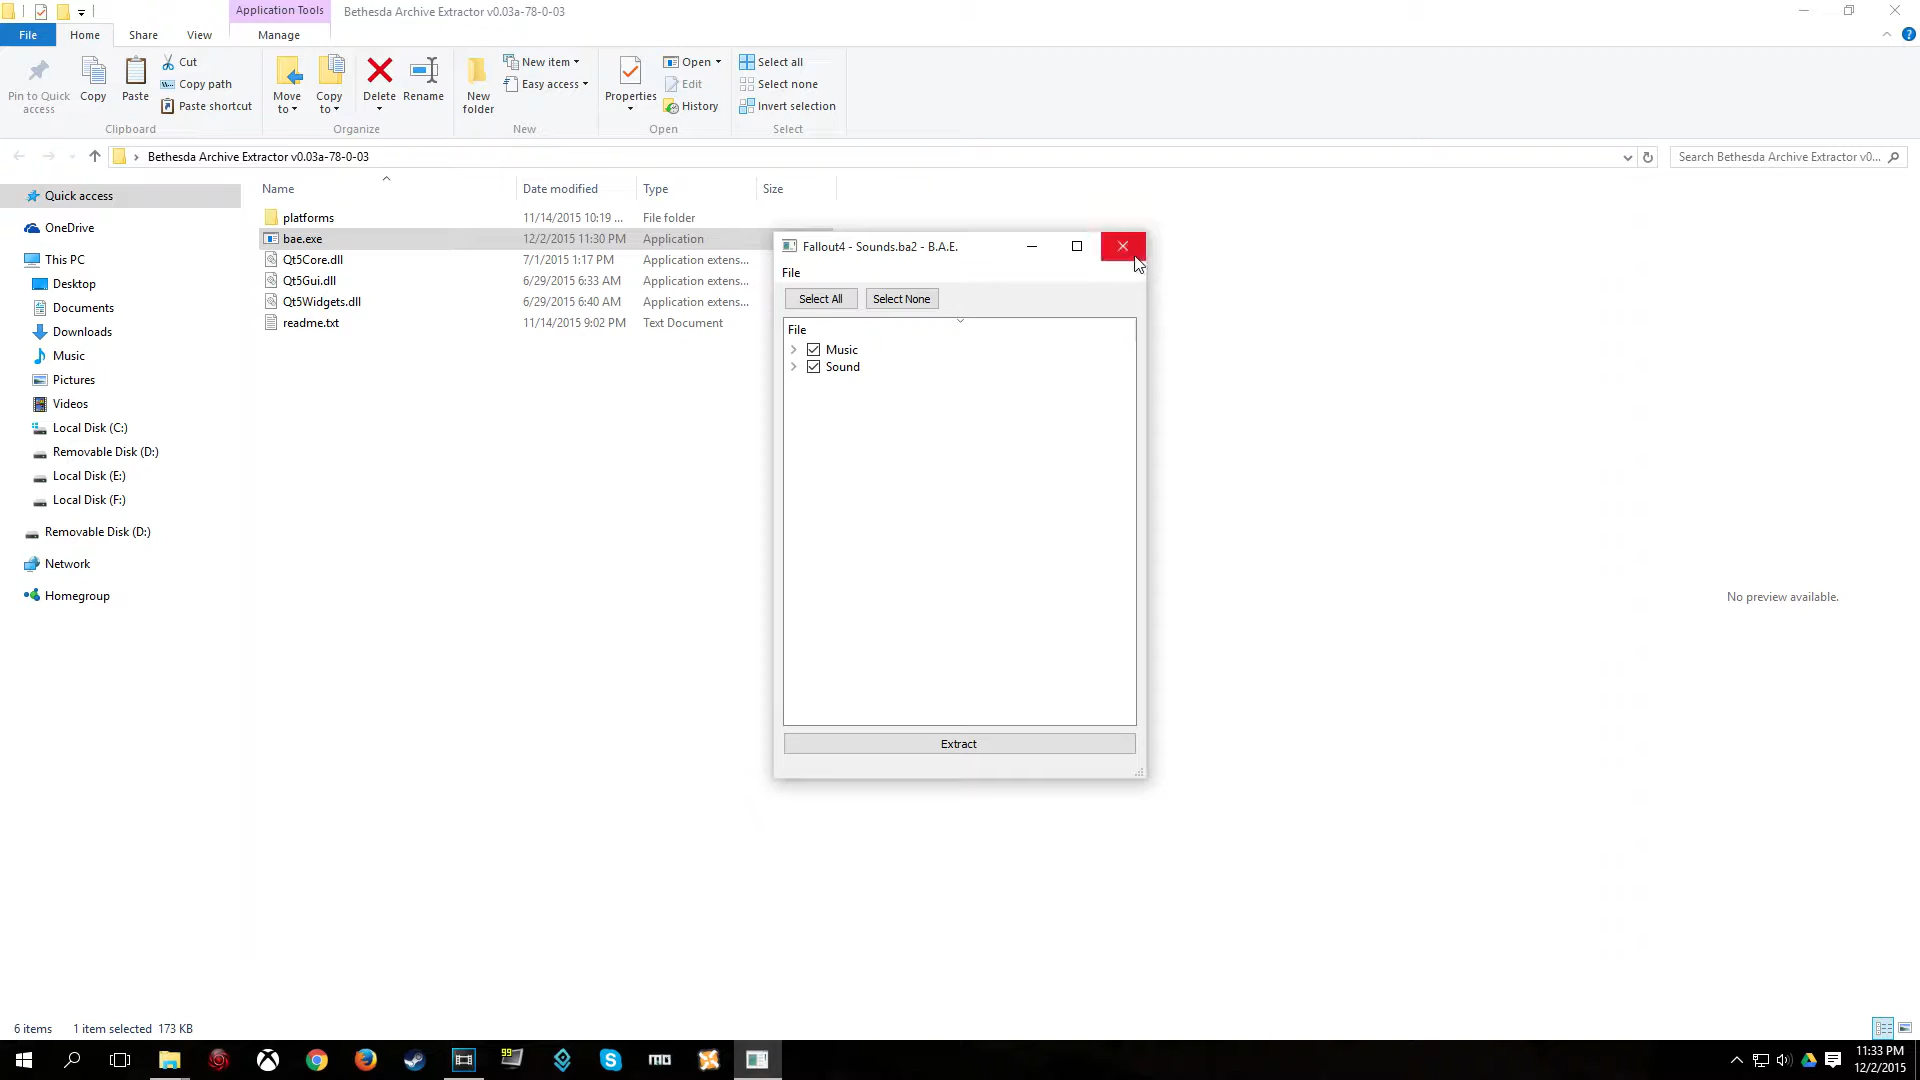 Application Tools
Bethesda Archive Extractor v0.03a-78-0-03
File
Home
Share
View
Manage
Pin to Quick access
Copy
Paste
Cut
Copy path
Paste shortcut
Clipboard
Move to
Copy to
Delete
Rename
Organize
New folder
New item
Easy access
New
Properties
Open
Edit
History
Open
Select all
Select none
Invert selection
Select
Bethesda Archive Extractor v0.03a-78-0-03
Search Bethesda Archive Extractor v0...
Quick access
OneDrive
This PC
Desktop
Documents
Downloads
Music
Pictures
Videos
Local Disk (C:)
Removable Disk (D:)
Local Disk (E:)
Local Disk (F:)
Removable Disk (D:)
Network
Homegroup
Name Date modified Type Size
platforms 11/14/2015 10:19 ... File folder
bae.exe 12/2/2015 11:30 PM Application
Qt5Core.dll 7/1/2015 1:17 PM Application extens...
Qt5Gui.dll 6/29/2015 6:33 AM Application extens...
Qt5Widgets.dll 6/29/2015 6:40 AM Application extens...
readme.txt 11/14/2015 9:02 PM Text Document
Fallout4 - Sounds.ba2 - B.A.E.
File
Select All
Select None
File
Music
Sound
Extract
No preview available.
6 items 1 item selected 173 KB
99
MO
11:33 PM
12/2/2015